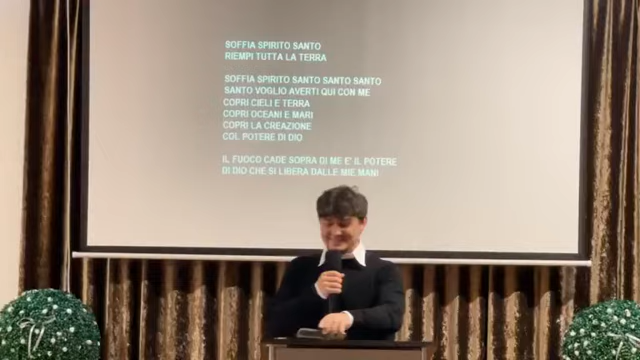 SOFFIA SPIRITO SANTO
RIEMPI TUTTA LA TERRA
SOFFIA SPIRITO SANTO SANTO SANTO
SANTO VOGLIO AVERTI QUI CON ME
COPRI CIELI E TERRA
COPRI OCEANI E MARI
COPRI LA CREAZIONE
COL POTERE DI DIO
IL FUOCO CADE SOPRA DI ME E' IL POTERE
DI DIO CHE SI LIBERA DALLE MIE MANI